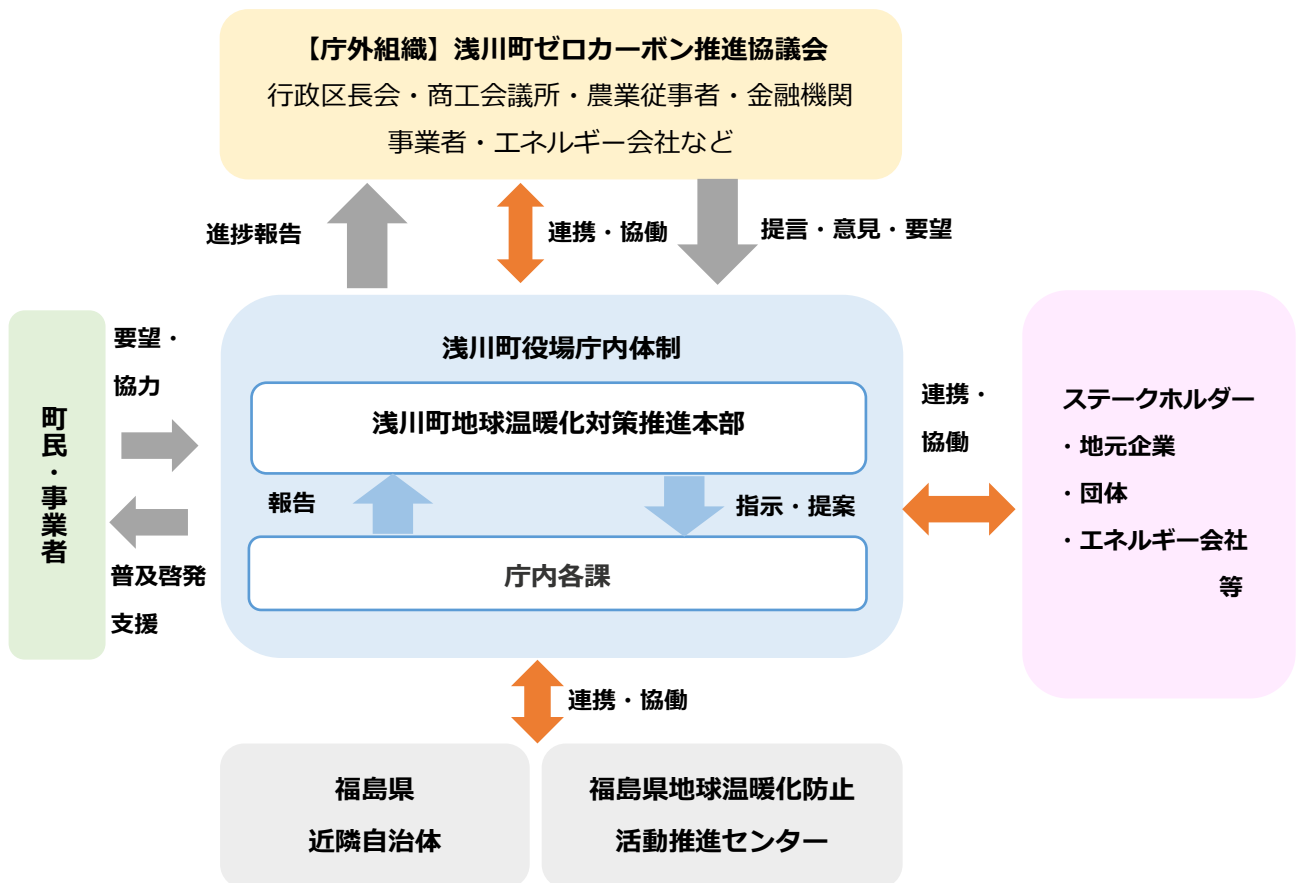 【庁外組織】浅川町ゼロカーボン推進協議会
行政区長会・商工会議所・農業従事者・金融機関
事業者・エネルギー会社など
進捗報告
連携・協働
提言・意見・要望
町民・事業者
要望・
協力
普及啓発
支援
浅川町役場庁内体制
浅川町地球温暖化対策推進本部
報告
指示・提案
庁内各課
連携・
協働
ステークホルダー
・地元企業
・団体
・エネルギー会社
等
連携・協働
福島県
近隣自治体
福島県地球温暖化防止
活動推進センター